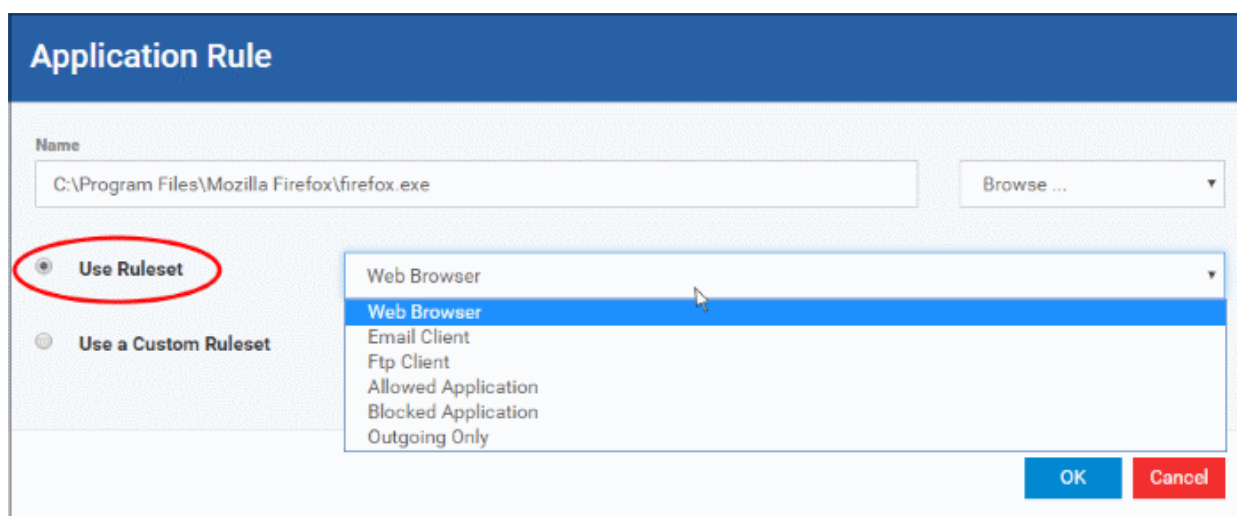 Application Rule
Name
C:\Program Files\Mozilla Firefox\firefox.exe
Browse ...
Use Ruleset
Web Browser
Web Browser
Email Client
Use a Custom Ruleset
Ftp Client
Allowed Application
Blocked Application
Outgoing Only
OK
Cancel